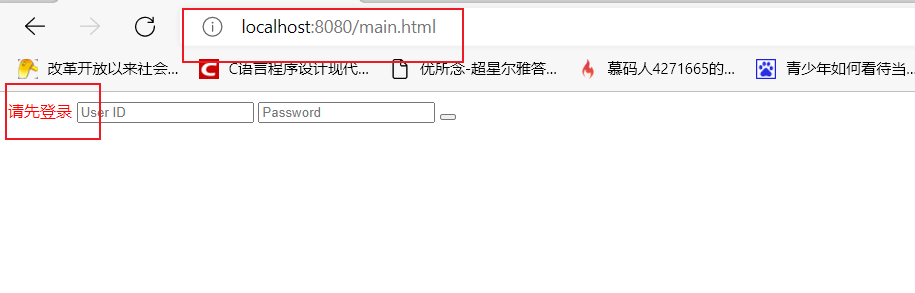 localhost:8080/main.html
改革开放以来社会... C语言程序设计现代... 优所念-超星尔雅答... 慕码人4271665的... 青少年如何看待当...
请先登录 User ID Password